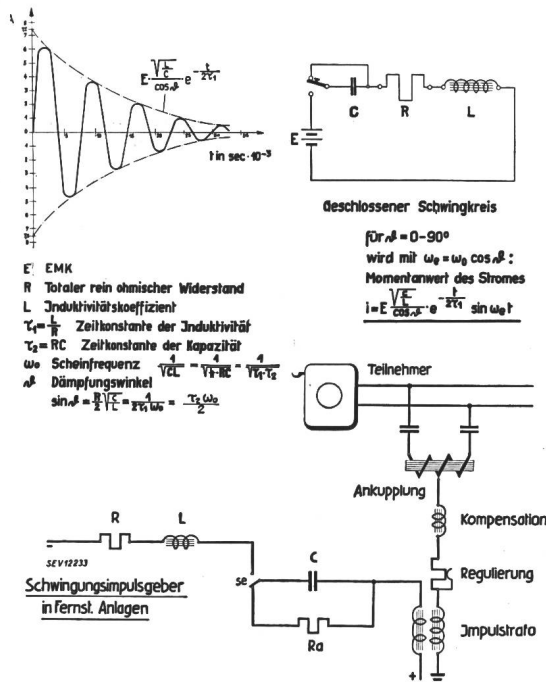 A
E · √L/C / cos ϑ · e^-t/2τ₁
t in sec · 10⁻³
E
C
R
L
Geschlossener Schwingkreis
für ϑ = 0-90°
wird mit ωe = ω₀ cos ϑ :
Momentanwert des Stromes
i = E √C/L / cos ϑ · e^-t/2τ₁ sin ωe t
E EMK
R Totaler rein ohmischer Widerstand
L Induktivitätskoeffizient
τ₁ = L/R Zeitkonstante der Induktivität
τ₂ = RC Zeitkonstante der Kapazität
ω₀ Scheinfrequenz 1/√CL = 1/√τ₁·RC = 1/√τ₁·τ₂
ϑ Dämpfungswinkel
sin ϑ = R/2 √C/L = 1/2τ₁ω₀ = τ₂ω₀/2
Teilnehmer
Ankupplung
Kompensation
Regulierung
Impulstrafo
R
L
SEV 12233
Schwingungsimpulsgeber
in Fernst. Anlagen
se
C
Ra
+